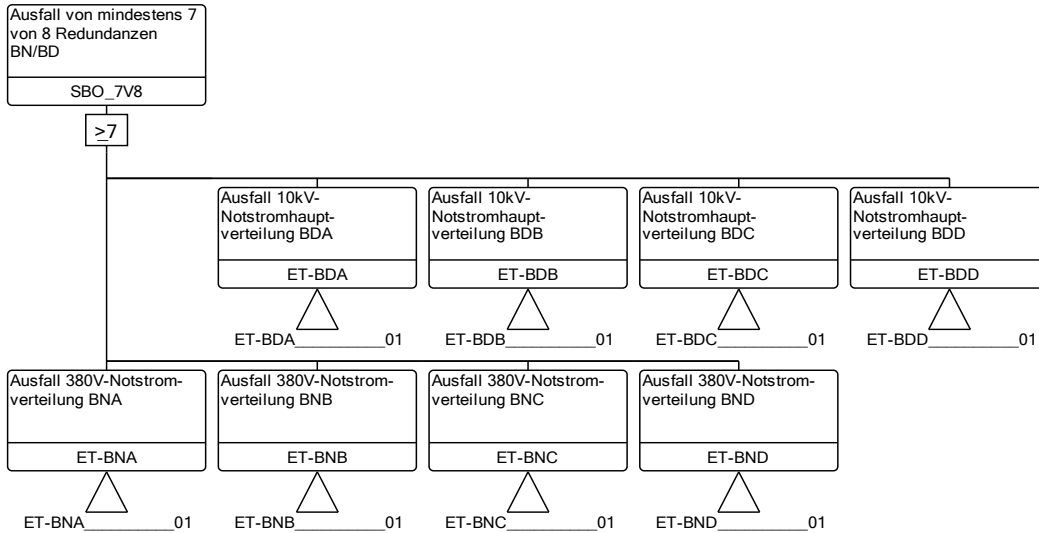 Ausfall von mindestens 7
von 8 Redundanzen
BN/BD
SBO_7V8
≥7
Ausfall 10kV-
Notstromhaupt-
verteilung BDA
ET-BDA
ET-BDA__________01
Ausfall 10kV-
Notstromhaupt-
verteilung BDB
ET-BDB
ET-BDB__________01
Ausfall 10kV-
Notstromhaupt-
verteilung BDC
ET-BDC
ET-BDC__________01
Ausfall 10kV-
Notstromhaupt-
verteilung BDD
ET-BDD
ET-BDD__________01
Ausfall 380V-Notstrom-
verteilung BNA
ET-BNA
ET-BNA__________01
Ausfall 380V-Notstrom-
verteilung BNB
ET-BNB
ET-BNB__________01
Ausfall 380V-Notstrom-
verteilung BNC
ET-BNC
ET-BNC__________01
Ausfall 380V-Notstrom-
verteilung BND
ET-BND
ET-BND__________01